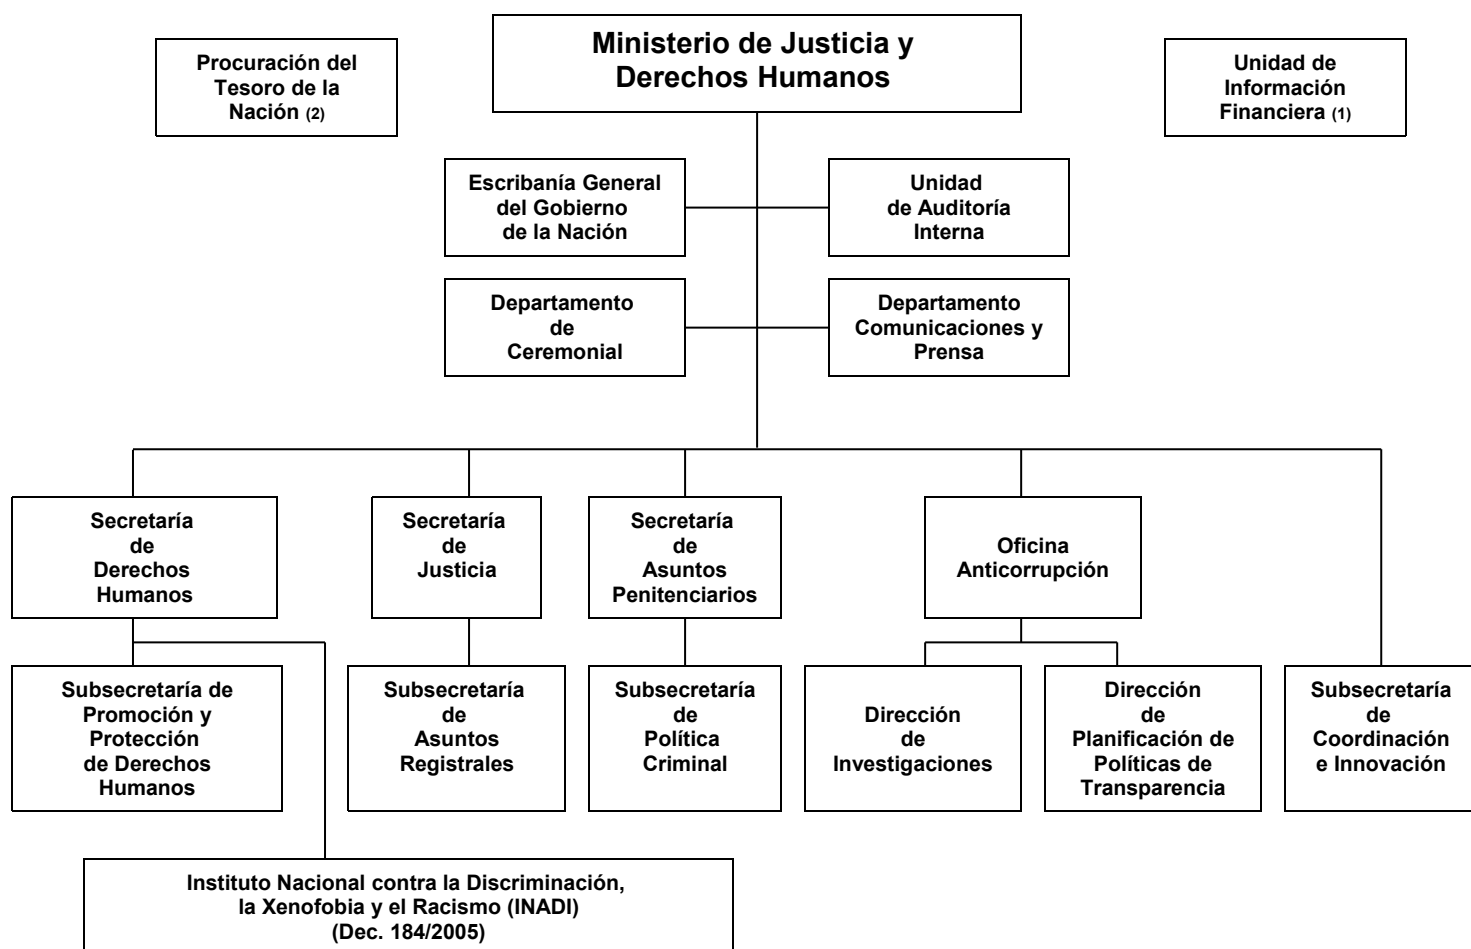 Ministerio de Justicia y
Derechos Humanos
Procuración del
Tesoro de la
Nación (2)
Unidad de
Información
Financiera (1)
Escribanía General
del Gobierno
de la Nación
Unidad
de Auditoría
Interna
Departamento
de
Ceremonial
Departamento
Comunicaciones y
Prensa
Secretaría
de
Derechos
Humanos
Secretaría
de
Justicia
Secretaría
de
Asuntos
Penitenciarios
Oficina
Anticorrupción
Subsecretaría de
Promoción y
Protección
de Derechos
Humanos
Subsecretaría
de
Asuntos
Registrales
Subsecretaría
de
Política
Criminal
Dirección
de
Investigaciones
Dirección
de
Planificación de
Políticas de
Transparencia
Subsecretaría
de
Coordinación
e Innovación
Instituto Nacional contra la Discriminación,
la Xenofobia y el Racismo (INADI)
(Dec. 184/2005)